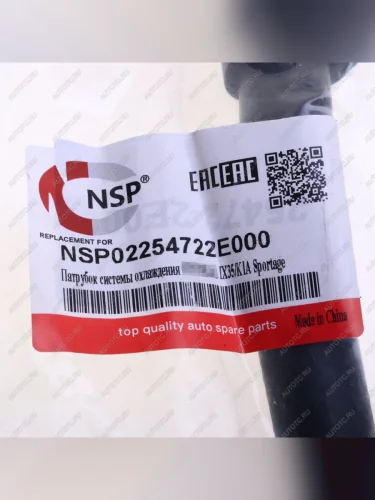 NSP®
EAC EAC
REPLACEMENT FOR
NSP02254722E000
Патрубок системы охлаждения IX35/KIA Sportage
top quality auto spare parts
Made in China